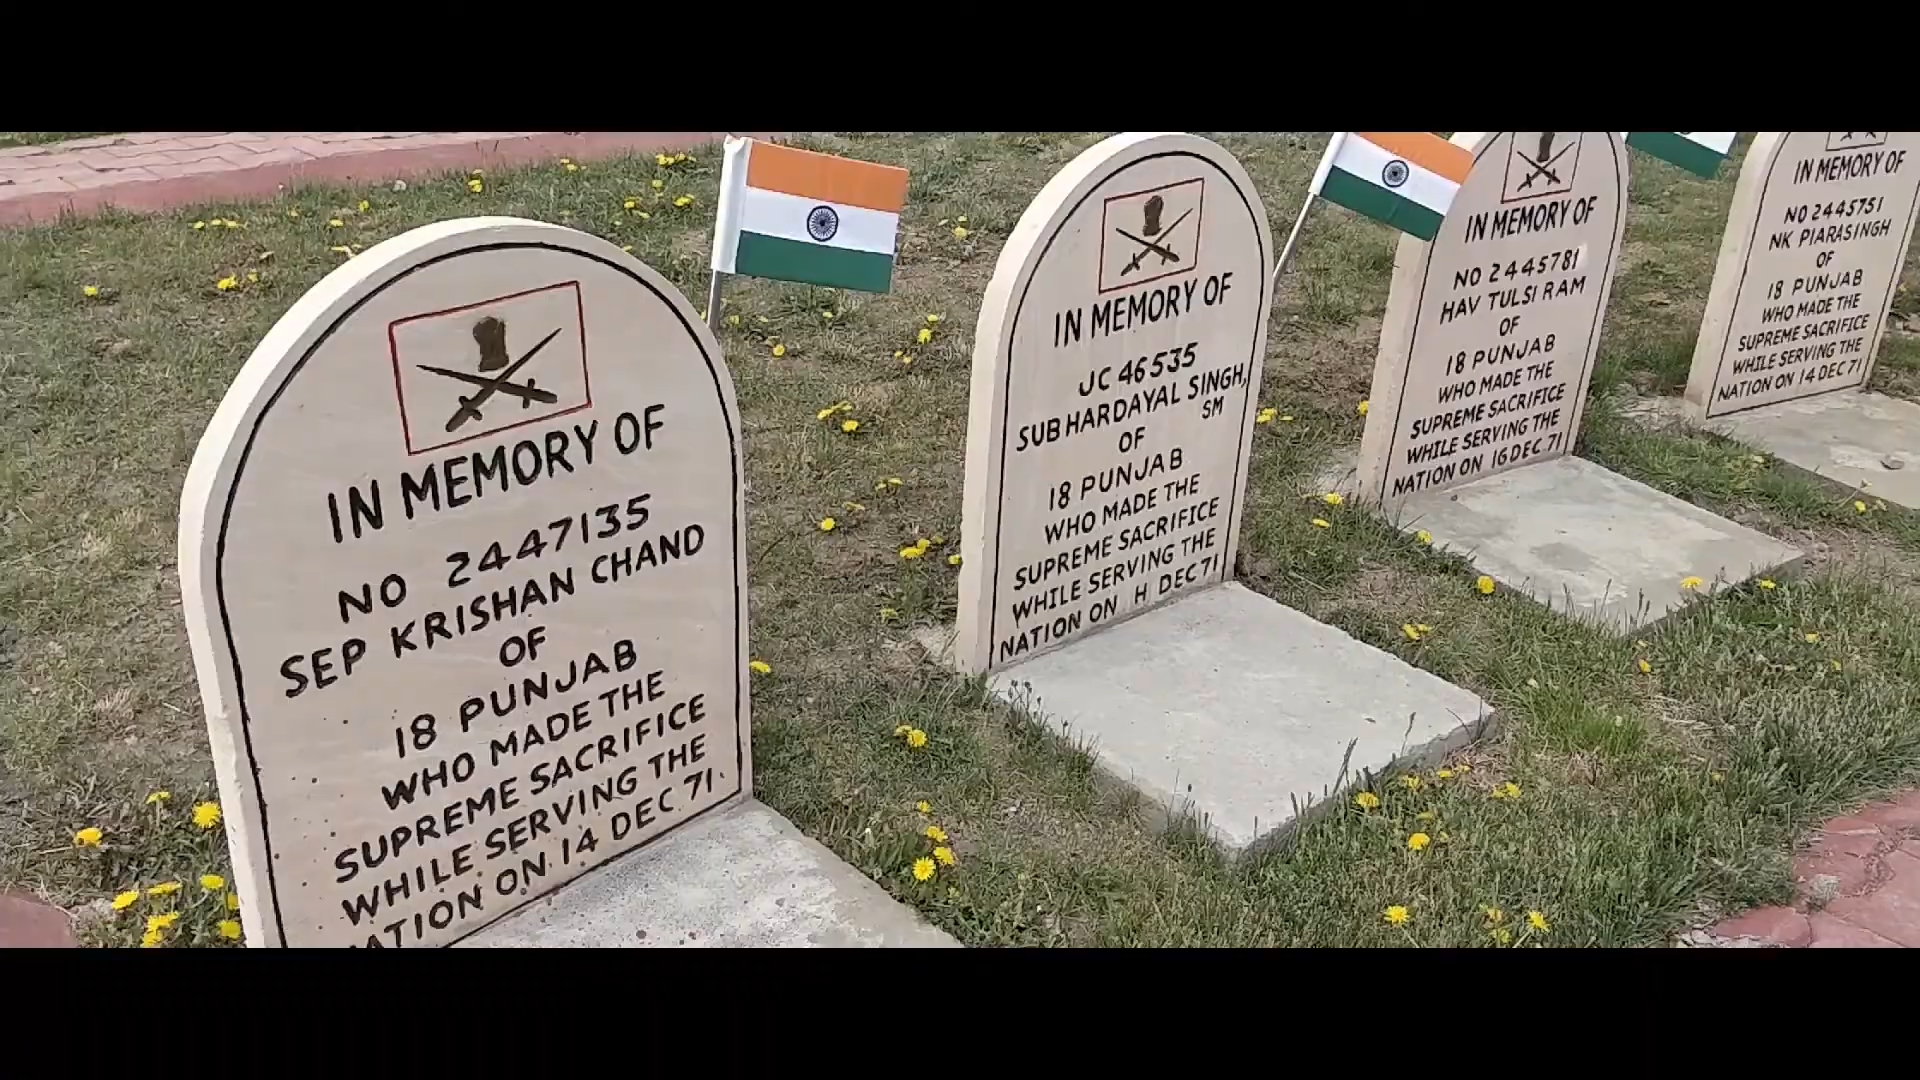 IN MEMORY OF
NO 2447135
SEP KRISHAN CHAND
OF
18 PUNJAB
WHO MADE THE
SUPREME SACRIFICE
WHILE SERVING THE
NATION ON 14 DEC 71
IN MEMORY OF
JC 46535
SUB HARDAYAL SINGH,
SM
OF
18 PUNJAB
WHO MADE THE
SUPREME SACRIFICE
WHILE SERVING THE
NATION ON H DEC 71
IN MEMORY OF
NO 2445781
HAV TULSI RAM
OF
18 PUNJAB
WHO MADE THE
SUPREME SACRIFICE
WHILE SERVING THE
NATION ON 16 DEC 71
IN MEMORY OF
NO 2445751
NK PIARASINGH
OF
18 PUNJAB
WHO MADE THE
SUPREME SACRIFICE
WHILE SERVING THE
NATION ON 14 DEC 71